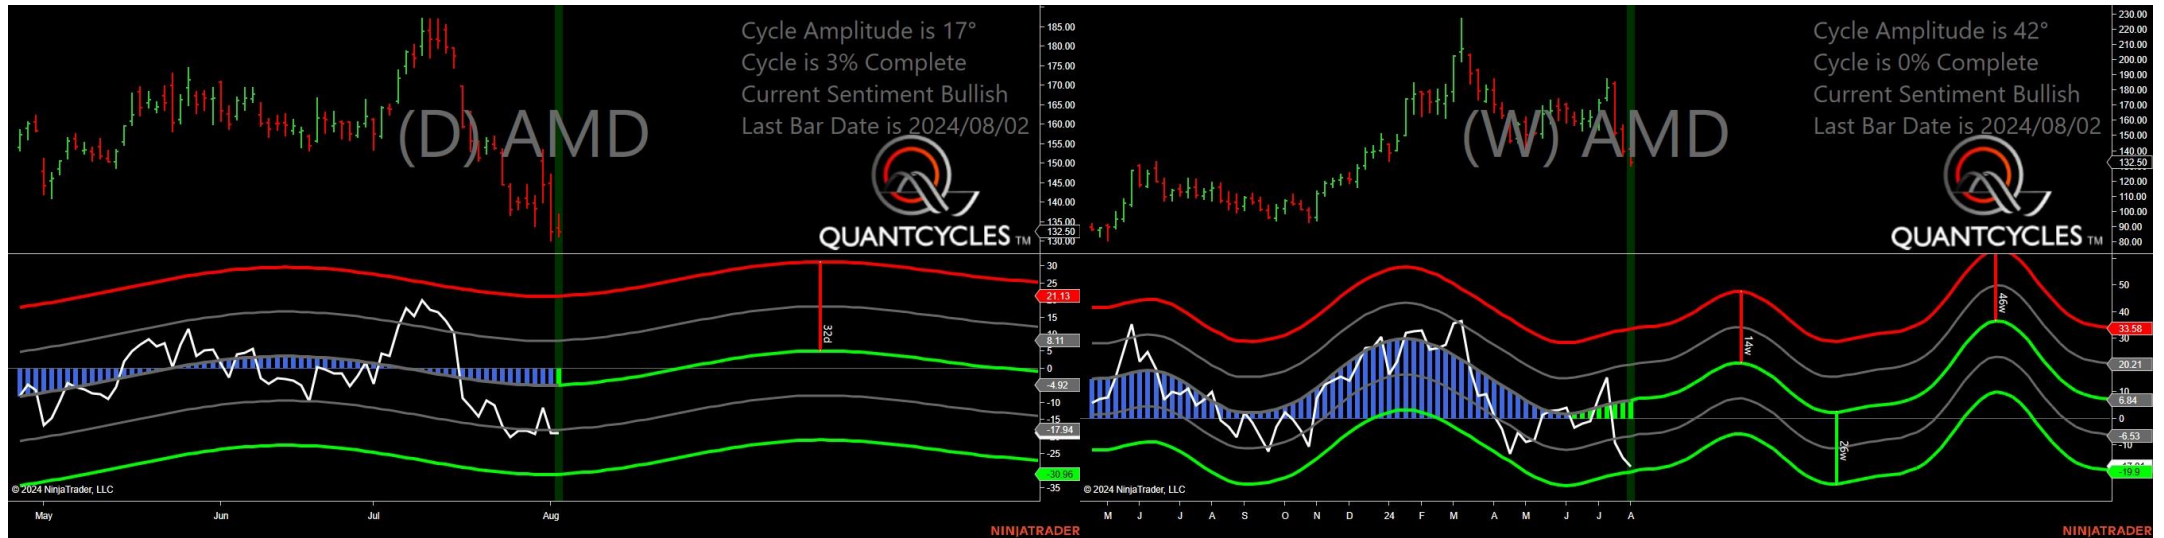 Cycle Amplitude is 17°
Cycle is 3% Complete
Current Sentiment Bullish
Last Bar Date is 2024/08/02
(D) AMD
QUANTCYCLES TM
185.00
180.00
175.00
170.00
165.00
160.00
155.00
150.00
145.00
140.00
135.00
132.50
130.00
30
25
21.13
15
8.11
5
0
-4.92
-10
-15
-17.94
-25
-30.96
-35
32d
© 2024 NinjaTrader, LLC
May Jun Jul Aug
NINJATRADER
Cycle Amplitude is 42°
Cycle is 0% Complete
Current Sentiment Bullish
Last Bar Date is 2024/08/02
(W) AMD
QUANTCYCLES TM
230.00
220.00
210.00
200.00
190.00
180.00
170.00
160.00
150.00
140.00
132.50
120.00
110.00
100.00
90.00
80.00
50
40
33.58
30
20.21
10
6.84
0
-6.53
-10
-19.9
14w
26w
46w
© 2024 NinjaTrader, LLC
M J J A S O N D 24 F M A M J J A
NINJATRADER